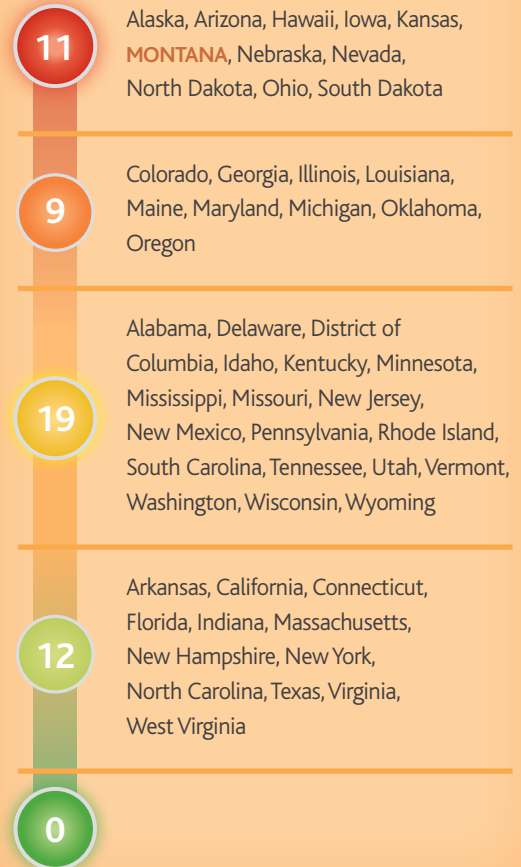 11
Alaska, Arizona, Hawaii, Iowa, Kansas,
MONTANA, Nebraska, Nevada,
North Dakota, Ohio, South Dakota
9
Colorado, Georgia, Illinois, Louisiana,
Maine, Maryland, Michigan, Oklahoma,
Oregon
19
Alabama, Delaware, District of
Columbia, Idaho, Kentucky, Minnesota,
Mississippi, Missouri, New Jersey,
New Mexico, Pennsylvania, Rhode Island,
South Carolina, Tennessee, Utah, Vermont,
Washington, Wisconsin, Wyoming
12
Arkansas, California, Connecticut,
Florida, Indiana, Massachusetts,
New Hampshire, New York,
North Carolina, Texas, Virginia,
West Virginia
0